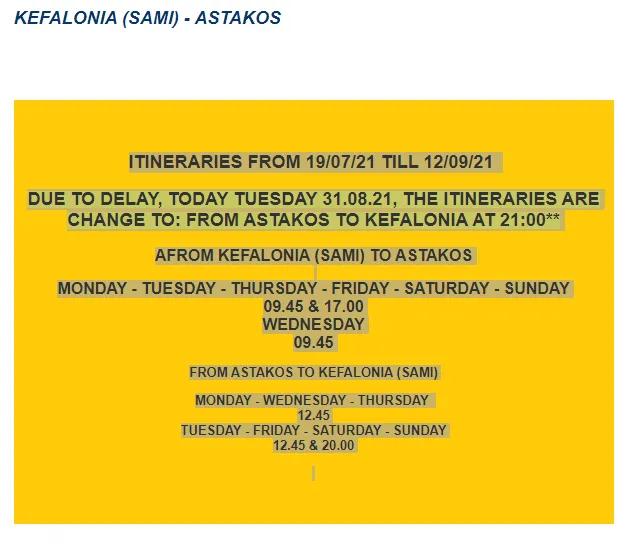 KEFALONIA (SAMI) - ASTAKOS
ITINERARIES FROM 19/07/21 TILL 12/09/21
DUE TO DELAY, TODAY TUESDAY 31.08.21, THE ITINERARIES ARE
CHANGE TO: FROM ASTAKOS TO KEFALONIA AT 21:00**
AFROM KEFALONIA (SAMI) TO ASTAKOS
MONDAY - TUESDAY - THURSDAY - FRIDAY - SATURDAY - SUNDAY
09.45 & 17.00
WEDNESDAY
09.45
FROM ASTAKOS TO KEFALONIA (SAMI)
MONDAY - WEDNESDAY - THURSDAY
12.45
TUESDAY - FRIDAY - SATURDAY - SUNDAY
12.45 & 20.00